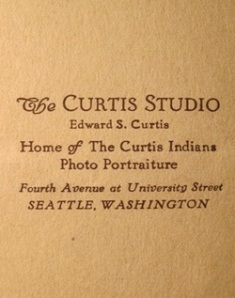 The CURTIS STUDIO
Edward S. Curtis
Home of The Curtis Indians
Photo Portraiture
Fourth Avenue at University Street
SEATTLE, WASHINGTON